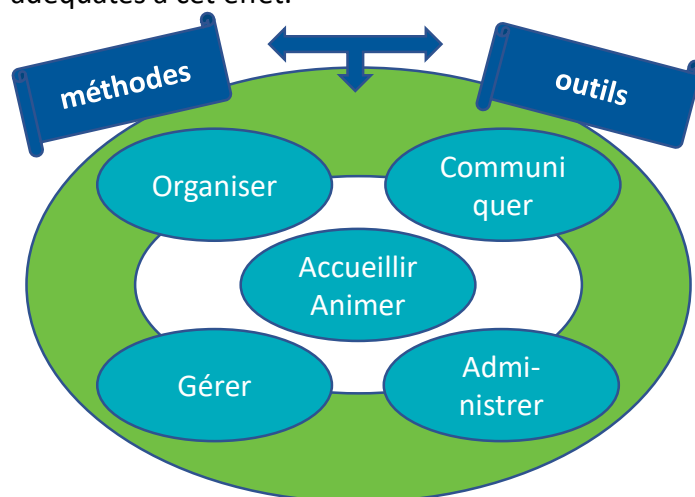 adéquates à cet effet.
méthodes
outils
Organiser
Communi
quer
Accueillir
Animer
Gérer
Admi-
nistrer